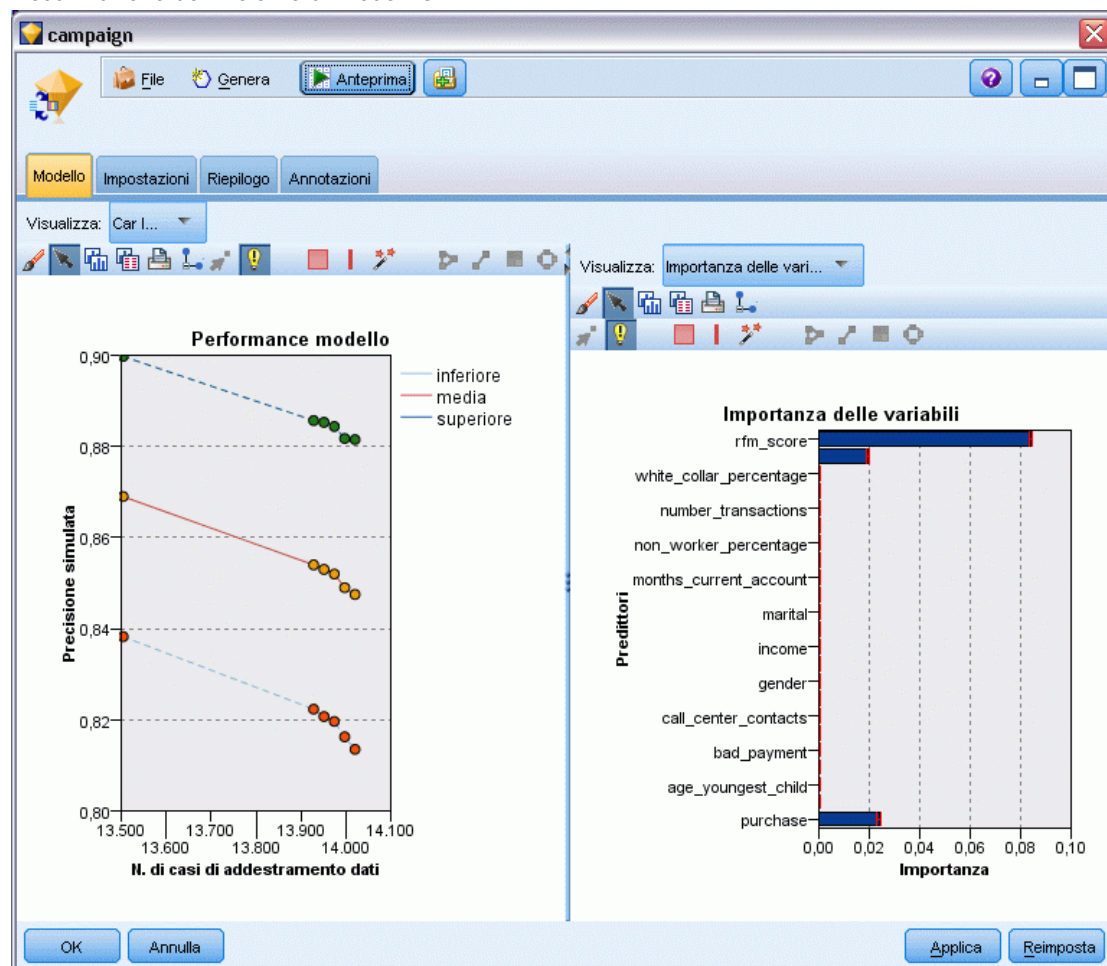 campaign
File Genera Anteprima
Modello Impostazioni Riepilogo Annotazioni
Visualizza: Car I...
Performance modello
0,90
0,88
0,86
0,84
0,82
0,80
Precisione simulata
13.500 13.700 13.900 14.100
13.600 13.800 14.000
N. di casi di addestramento dati
inferiore
media
superiore
Visualizza: Importanza delle vari...
Importanza delle variabili
rfm_score
white_collar_percentage
number_transactions
non_worker_percentage
months_current_account
marital
income
gender
call_center_contacts
bad_payment
age_youngest_child
purchase
Predittori
0,00 0,02 0,04 0,06 0,08 0,10
Importanza
OK Annulla Applica Reimposta